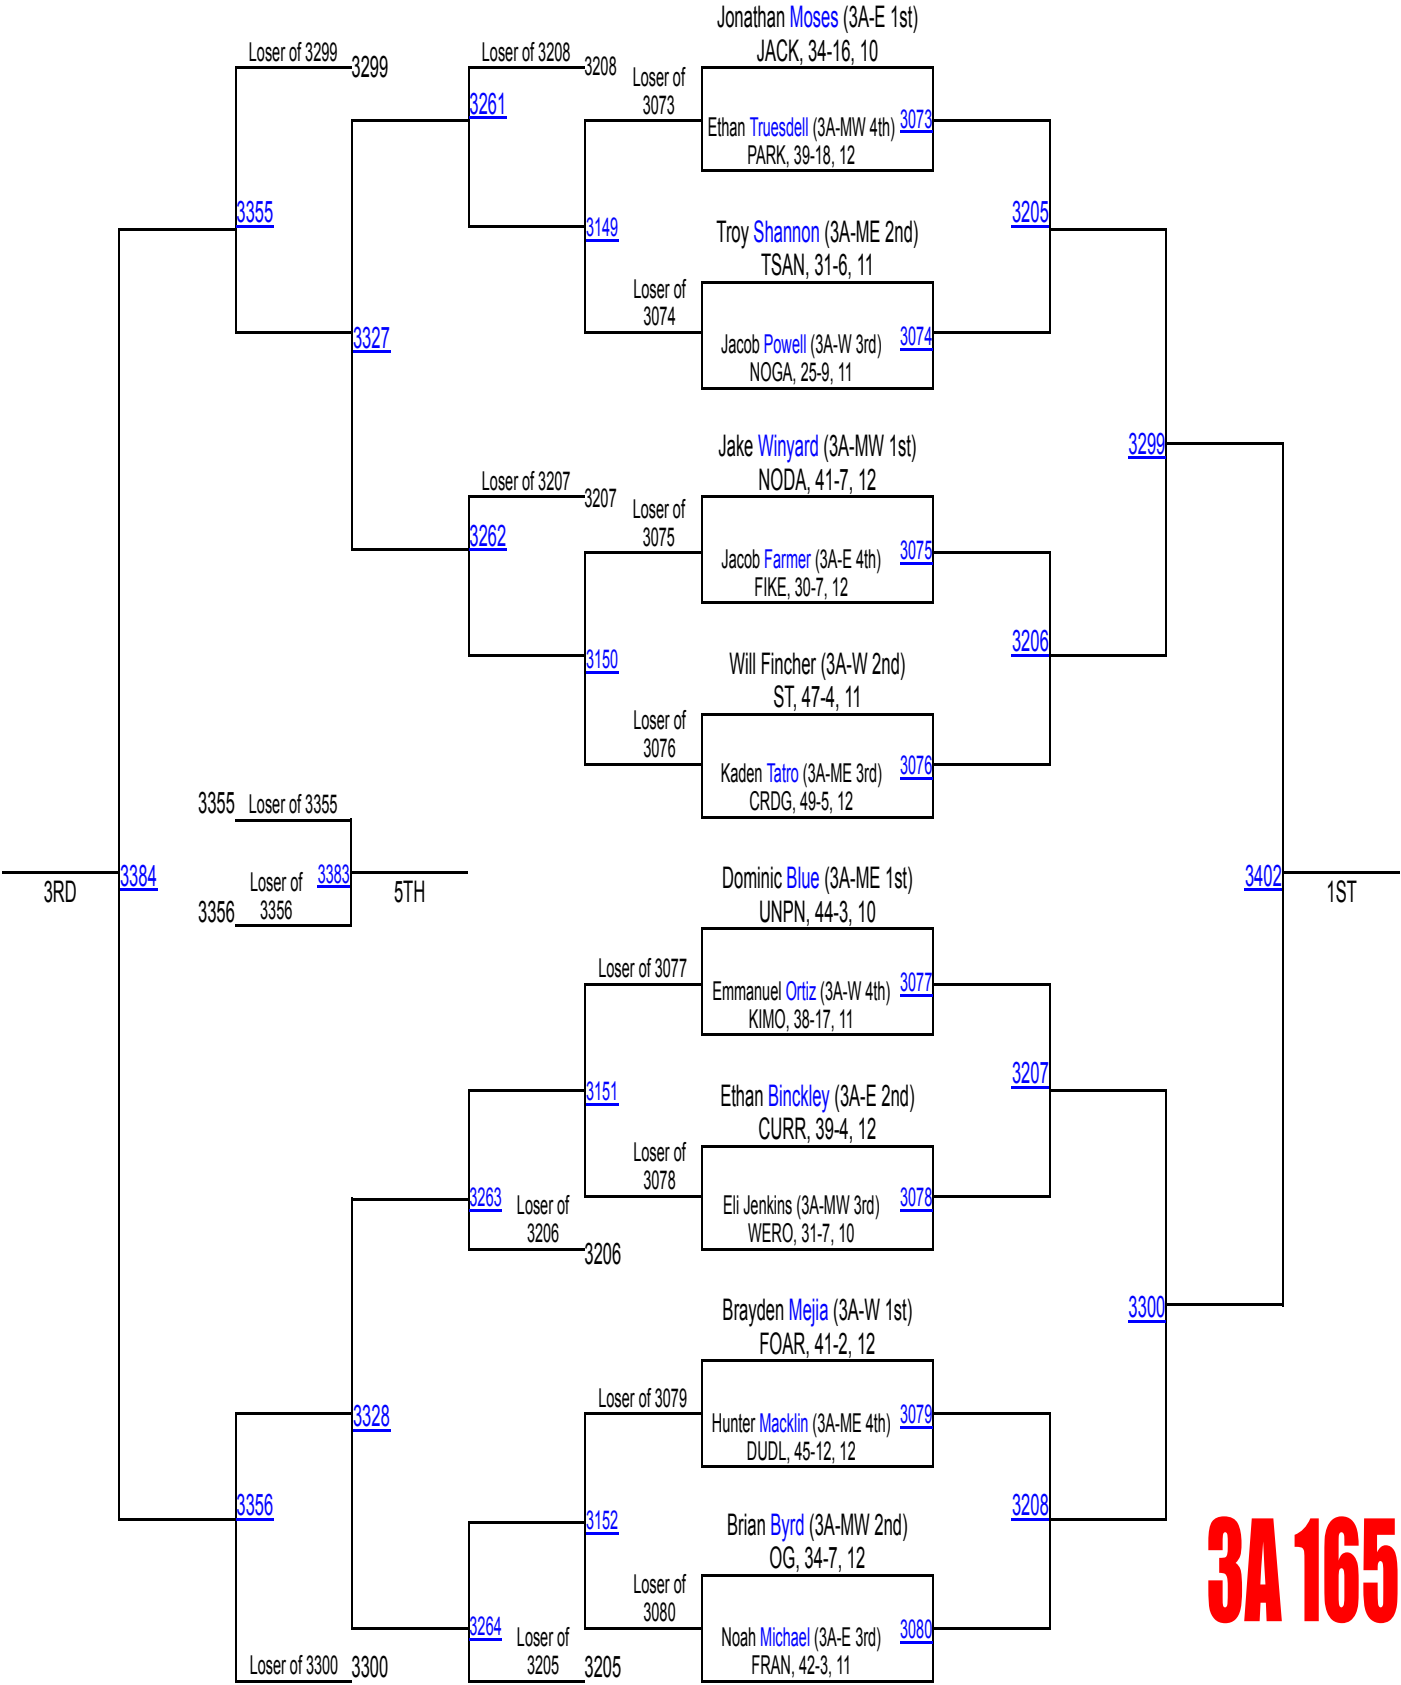 Jonathan Moses (3A-E 1st)
JACK, 34-16, 10
Loser of 3299
3299
Loser of 3208
3208
Loser of
3073
3261
Ethan Truesdell (3A-MW 4th)
3073
PARK, 39-18, 12
3355
3149
Troy Shannon (3A-ME 2nd)
TSAN, 31-6, 11
3205
Loser of
3074
3327
Jacob Powell (3A-W 3rd)
3074
NOGA, 25-9, 11
Jake Winyard (3A-MW 1st)
NODA, 41-7, 12
3299
Loser of 3207
3207
Loser of
3075
3262
Jacob Farmer (3A-E 4th)
3075
FIKE, 30-7, 12
3150
Will Fincher (3A-W 2nd)
ST, 47-4, 11
3206
Loser of
3076
Kaden Tatro (3A-ME 3rd)
3076
CRDG, 49-5, 12
3355
Loser of 3355
3RD
3384
Loser of
3356
3383
5TH
3356
Dominic Blue (3A-ME 1st)
UNPN, 44-3, 10
3402
1ST
Loser of 3077
Emmanuel Ortiz (3A-W 4th)
3077
KIMO, 38-17, 11
3151
Ethan Binckley (3A-E 2nd)
CURR, 39-4, 12
3207
Loser of
3078
3263
Loser of
3206
3206
Eli Jenkins (3A-MW 3rd)
3078
WERO, 31-7, 10
Brayden Mejia (3A-W 1st)
FOAR, 41-2, 12
3300
Loser of 3079
3328
Hunter Macklin (3A-ME 4th)
3079
DUDL, 45-12, 12
3356
3152
Brian Byrd (3A-MW 2nd)
OG, 34-7, 12
3208
Loser of
3080
3264
Loser of
3205
3205
Noah Michael (3A-E 3rd)
3080
FRAN, 42-3, 11
Loser of 3300
3300
3A 165